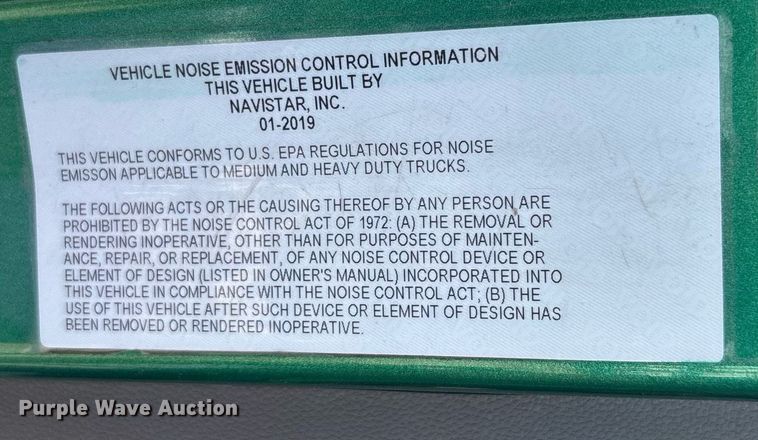 VEHICLE NOISE EMISSION CONTROL INFORMATION
THIS VEHICLE BUILT BY
NAVISTAR, INC.
01-2019
THIS VEHICLE CONFORMS TO U.S. EPA REGULATIONS FOR NOISE
EMISSON APPLICABLE TO MEDIUM AND HEAVY DUTY TRUCKS.
THE FOLLOWING ACTS OR THE CAUSING THEREOF BY ANY PERSON ARE
PROHIBITED BY THE NOISE CONTROL ACT OF 1972: (A) THE REMOVAL OR
RENDERING INOPERATIVE, OTHER THAN FOR PURPOSES OF MAINTEN-
ANCE, REPAIR, OR REPLACEMENT, OF ANY NOISE CONTROL DEVICE OR
ELEMENT OF DESIGN (LISTED IN OWNER'S MANUAL) INCORPORATED INTO
THIS VEHICLE IN COMPLIANCE WITH THE NOISE CONTROL ACT; (B) THE
USE OF THIS VEHICLE AFTER SUCH DEVICE OR ELEMENT OF DESIGN HAS
BEEN REMOVED OR RENDERED INOPERATIVE.
Purple Wave Auction